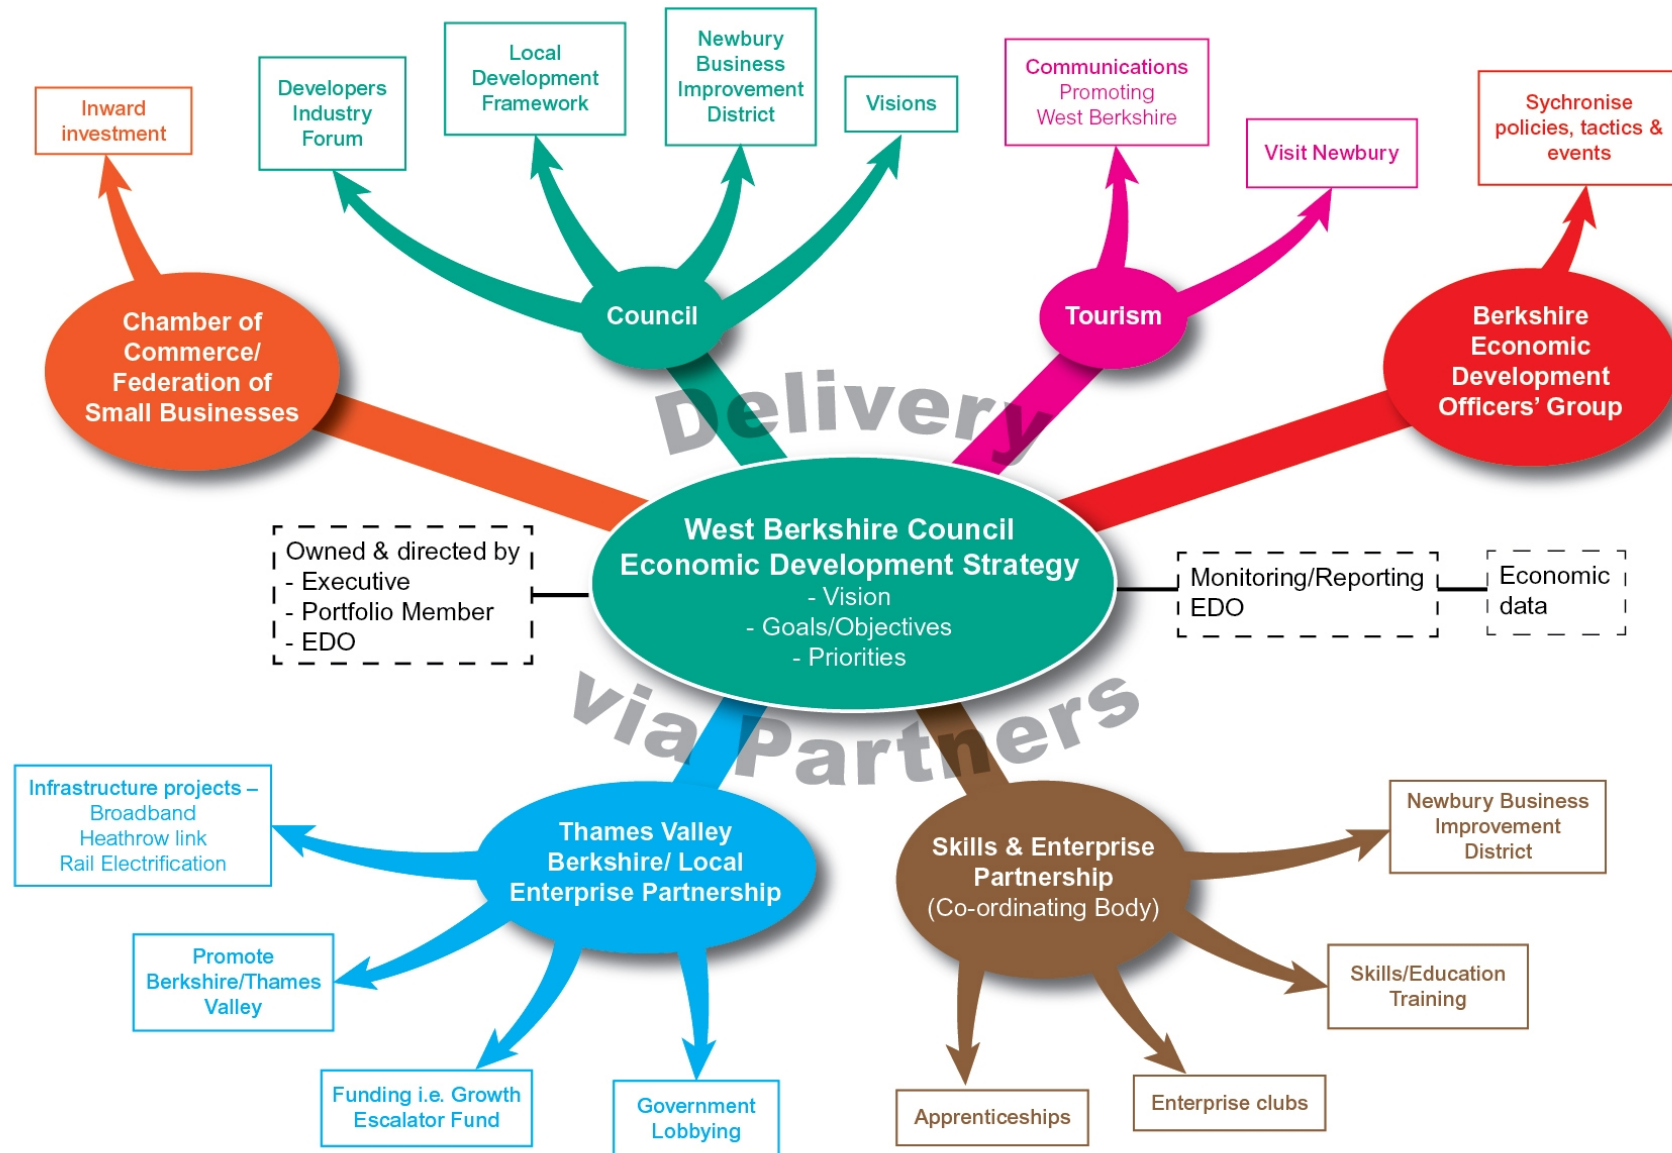 Inward
investment
Developers
Industry
Forum
Local
Development
Framework
Newbury
Business
Improvement
District
Visions
Communications
Promoting
West Berkshire
Visit Newbury
Sychronise
policies, tactics &
events
Chamber of
Commerce/
Federation of
Small Businesses
Council
Tourism
Berkshire
Economic
Development
Officers’ Group
Delivery
West Berkshire Council
Economic Development Strategy
- Vision
- Goals/Objectives
- Priorities
Owned & directed by
- Executive
- Portfolio Member
- EDO
Monitoring/Reporting
EDO
Economic
data
via Partners
Infrastructure projects –
Broadband
Heathrow link
Rail Electrification
Thames Valley
Berkshire/ Local
Enterprise Partnership
Skills & Enterprise
Partnership
(Co-ordinating Body)
Newbury Business
Improvement
District
Promote
Berkshire/Thames
Valley
Skills/Education
Training
Funding i.e. Growth
Escalator Fund
Government
Lobbying
Apprenticeships
Enterprise clubs